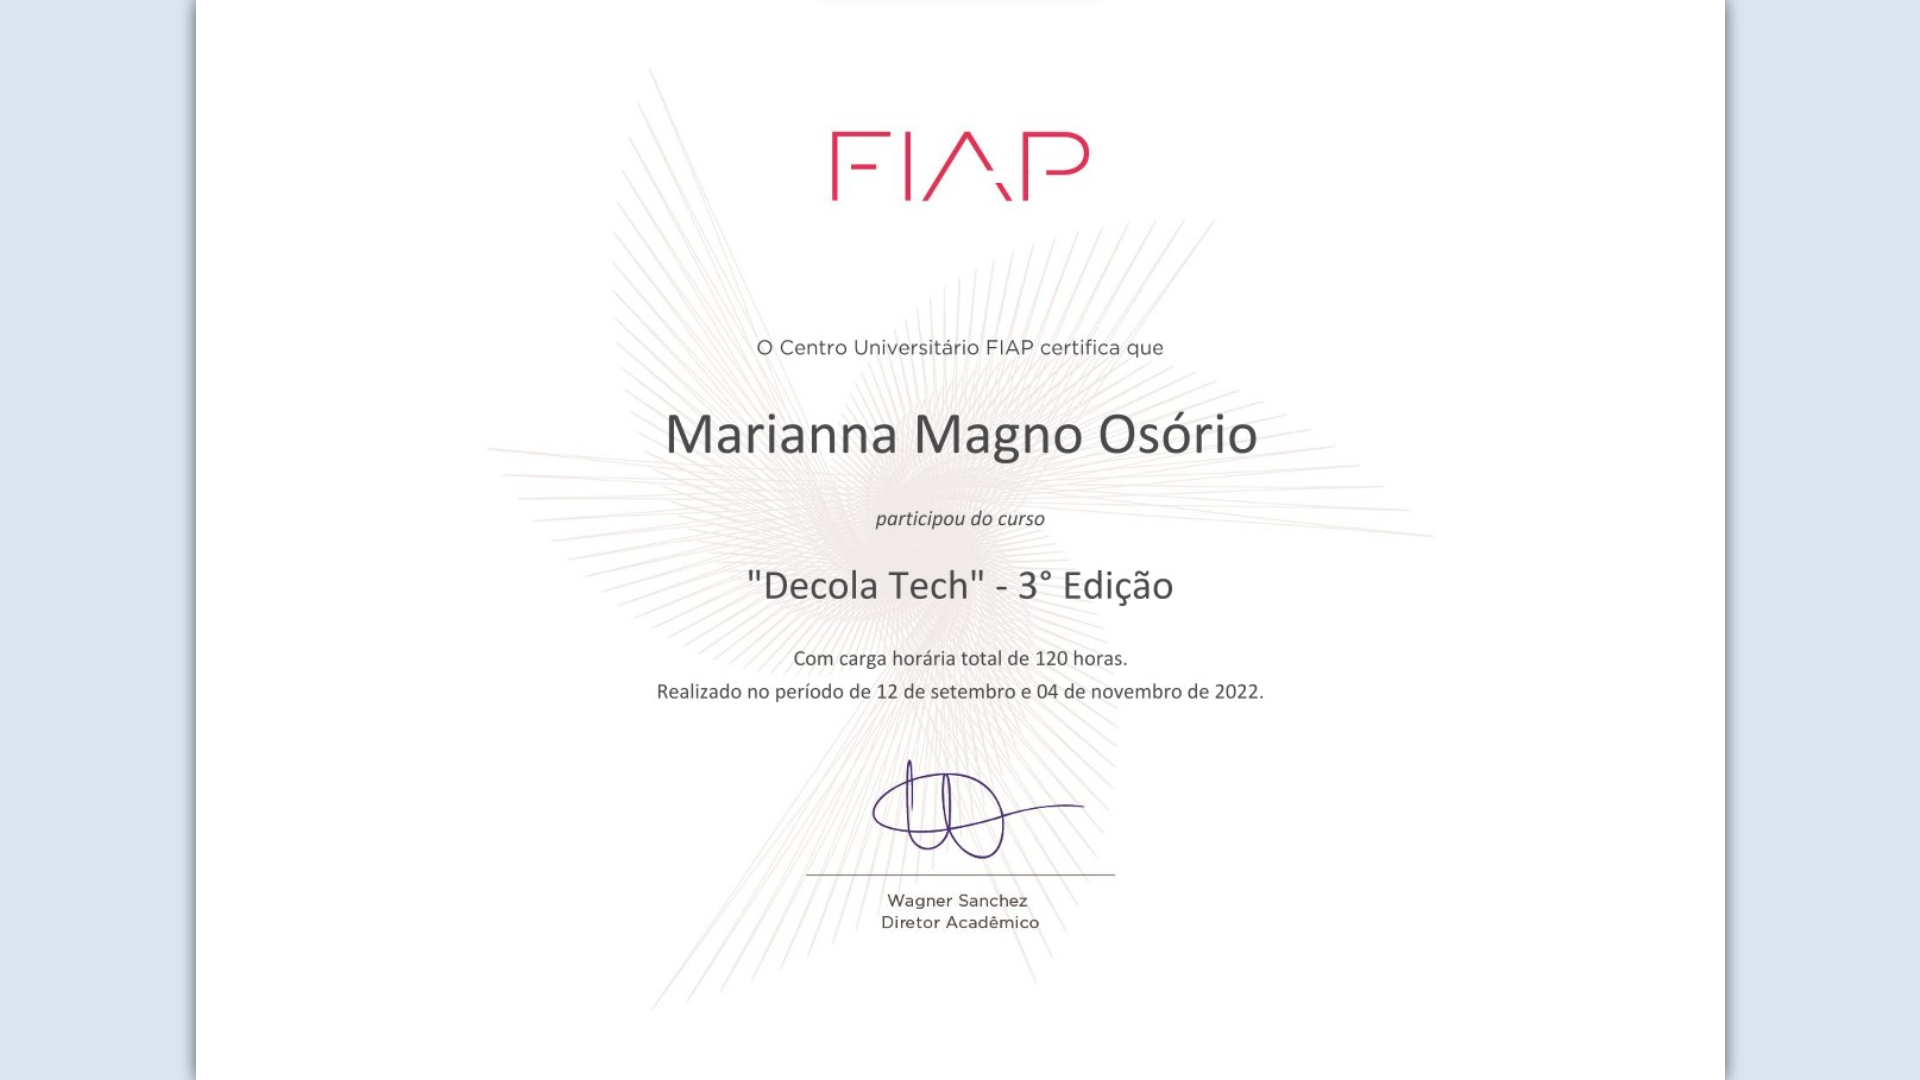 FIAP
O Centro Universitário FIAP certifica que
Marianna Magno Osório
participou do curso
"Decola Tech" - 3° Edição
Com carga horária total de 120 horas.
Realizado no período de 12 de setembro e 04 de novembro de 2022.
Wagner Sanchez
Diretor Acadêmico